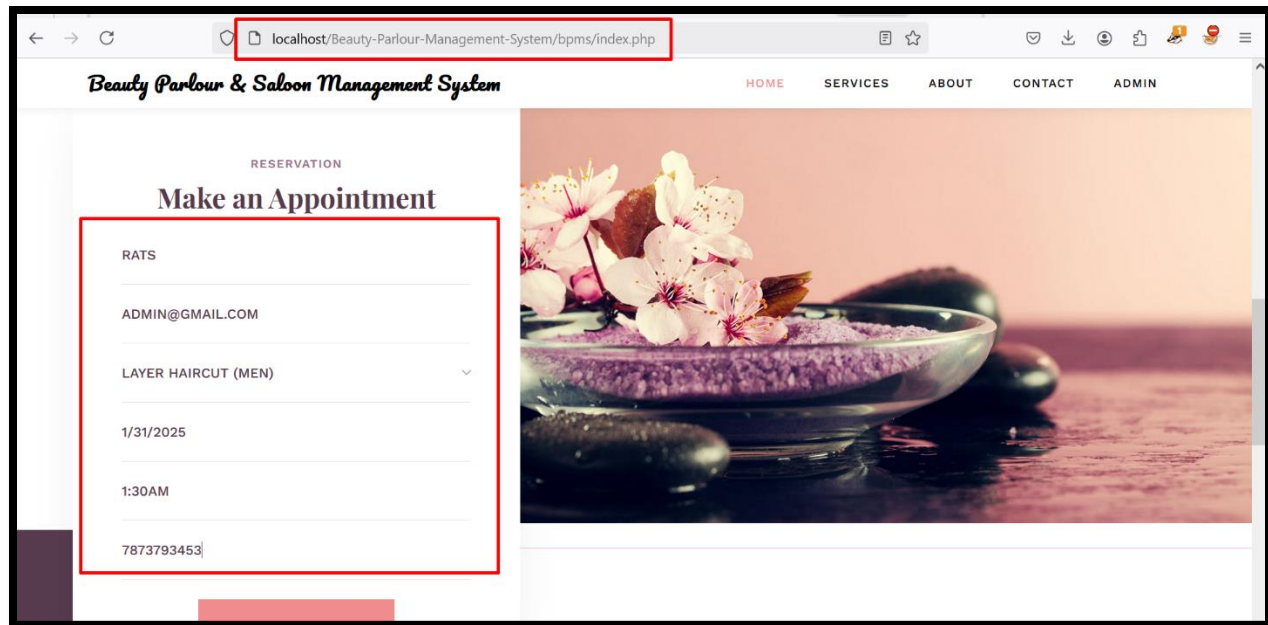 localhost/Beauty-Parlour-Management-System/bpms/index.php
1
Beauty Parlour & Saloon Management System
HOME SERVICES ABOUT CONTACT ADMIN
RESERVATION
Make an Appointment
RATS
ADMIN@GMAIL.COM
LAYER HAIRCUT (MEN)
1/31/2025
1:30AM
7873793453